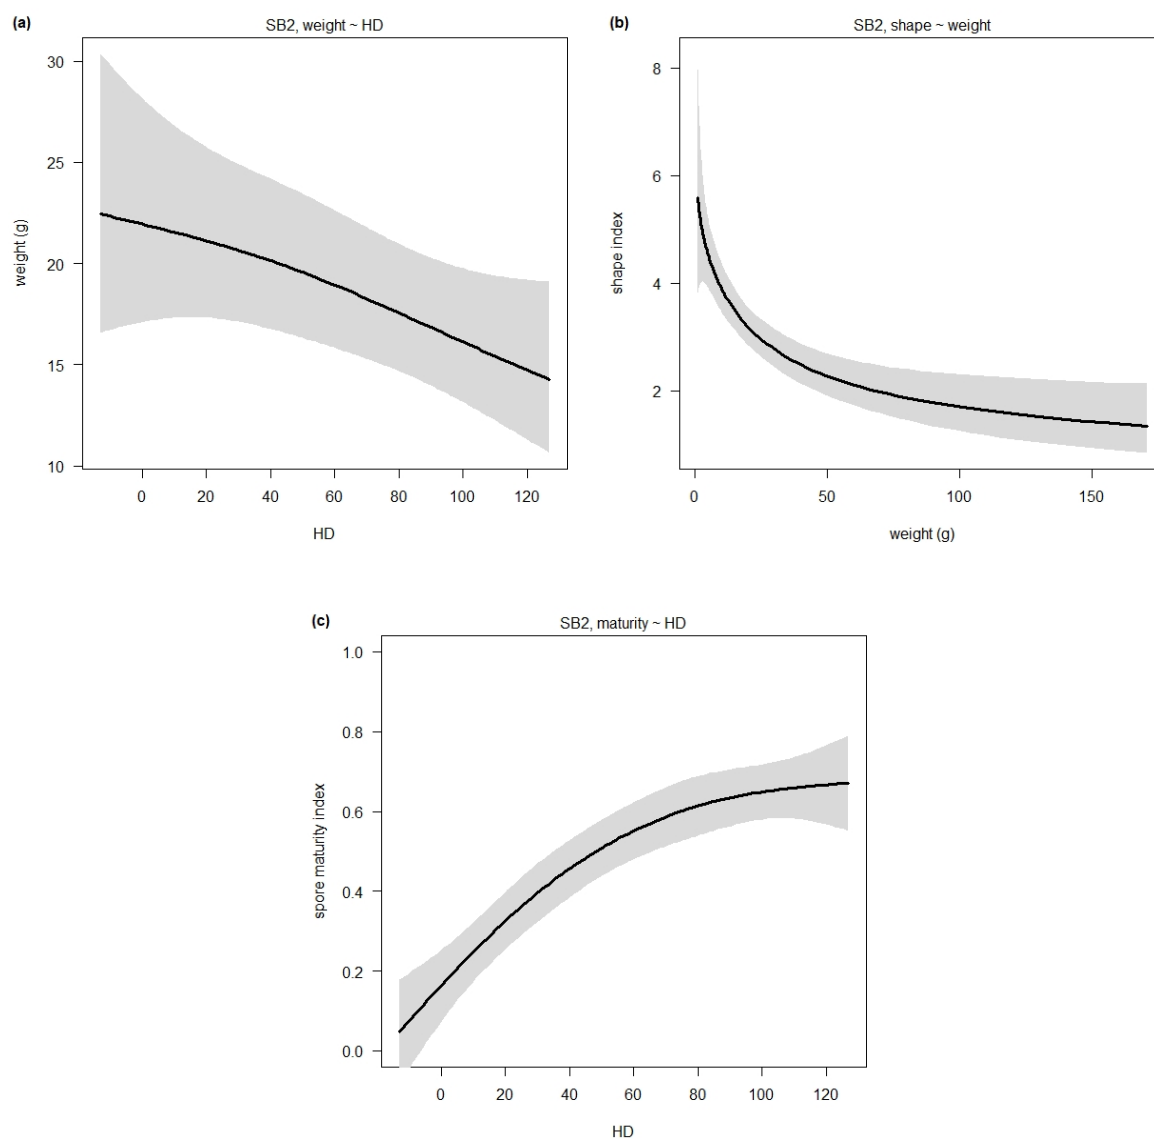 (a)
SB2, weight ~ HD
30
25
20
15
10
weight (g)
0 20 40 60 80 100 120
HD
(b)
SB2, shape ~ weight
8
6
4
2
shape index
0 50 100 150
weight (g)
(c)
SB2, maturity ~ HD
1.0
0.8
0.6
0.4
0.2
0.0
spore maturity index
0 20 40 60 80 100 120
HD